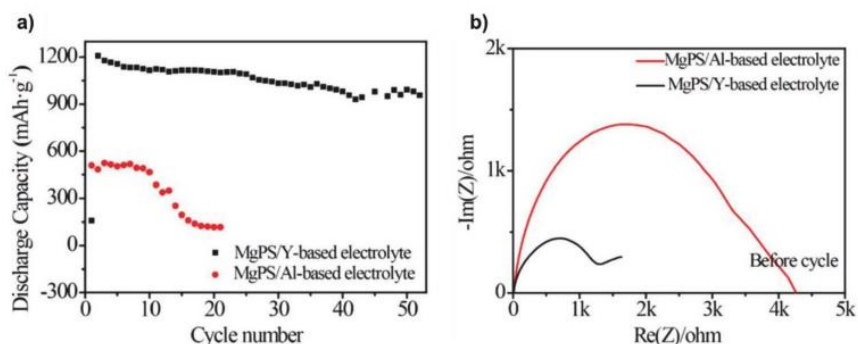 a)
Discharge Capacity (mAh·g⁻¹)
1200
900
600
300
0
-300
MgPS/Y-based electrolyte
MgPS/Al-based electrolyte
0 10 20 30 40 50
Cycle number
b)
-Im(Z)/ohm
2k
1k
0
MgPS/Al-based electrolyte
MgPS/Y-based electrolyte
Before cycle
0 1k 2k 3k 4k 5k
Re(Z)/ohm